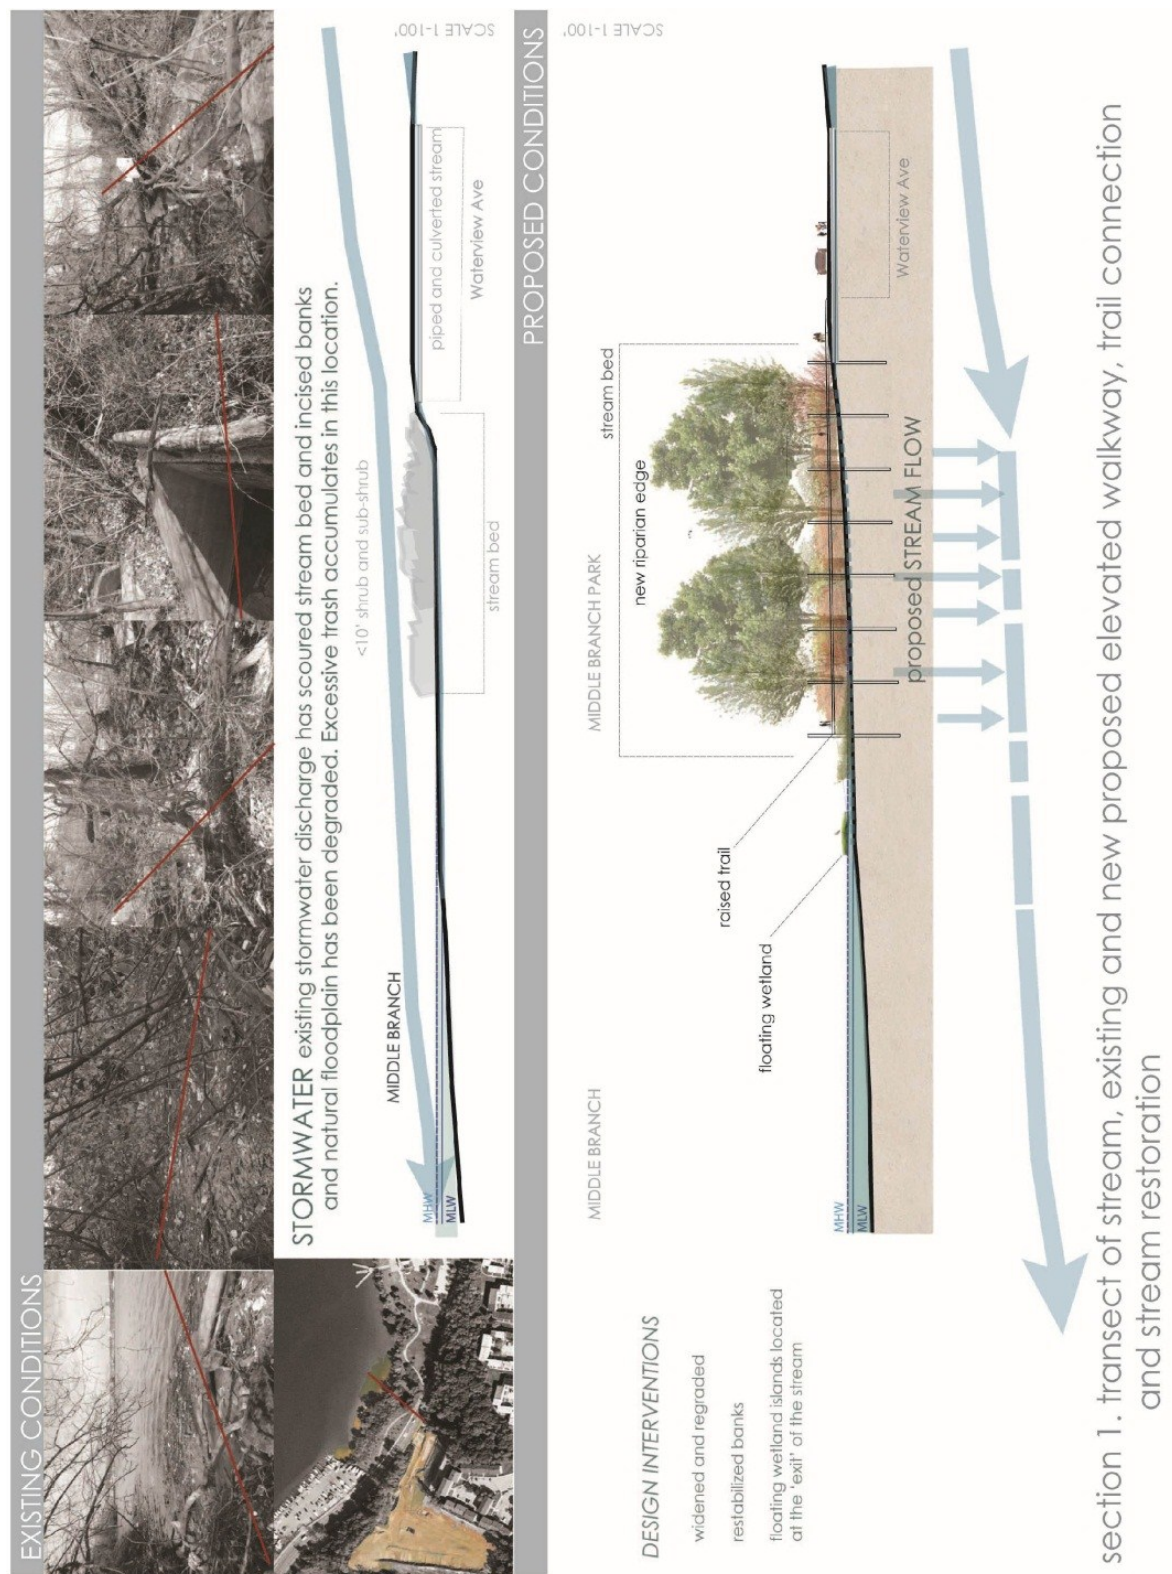 EXISTING CONDITIONS
STORMWATER existing stormwater discharge has scoured stream bed and incised banks
and natural floodplain has been degraded. Excessive trash accumulates in this location.
SCALE 1-100'
<10' shrub and sub-shrub
MIDDLE BRANCH
MHW
MLW
piped and culverted stream
Waterview Ave
stream bed
PROPOSED CONDITIONS
SCALE 1-100'
MIDDLE BRANCH
MIDDLE BRANCH PARK
stream bed
new riparian edge
DESIGN INTERVENTIONS
widened and regraded
restabilized banks
floating wetland islands located
at the 'exit' of the stream
raised trail
floating wetland
MHW
MLW
Waterview Ave
proposed STREAM FLOW
section 1. transect of stream, existing and new proposed elevated walkway, trail connection
and stream restoration